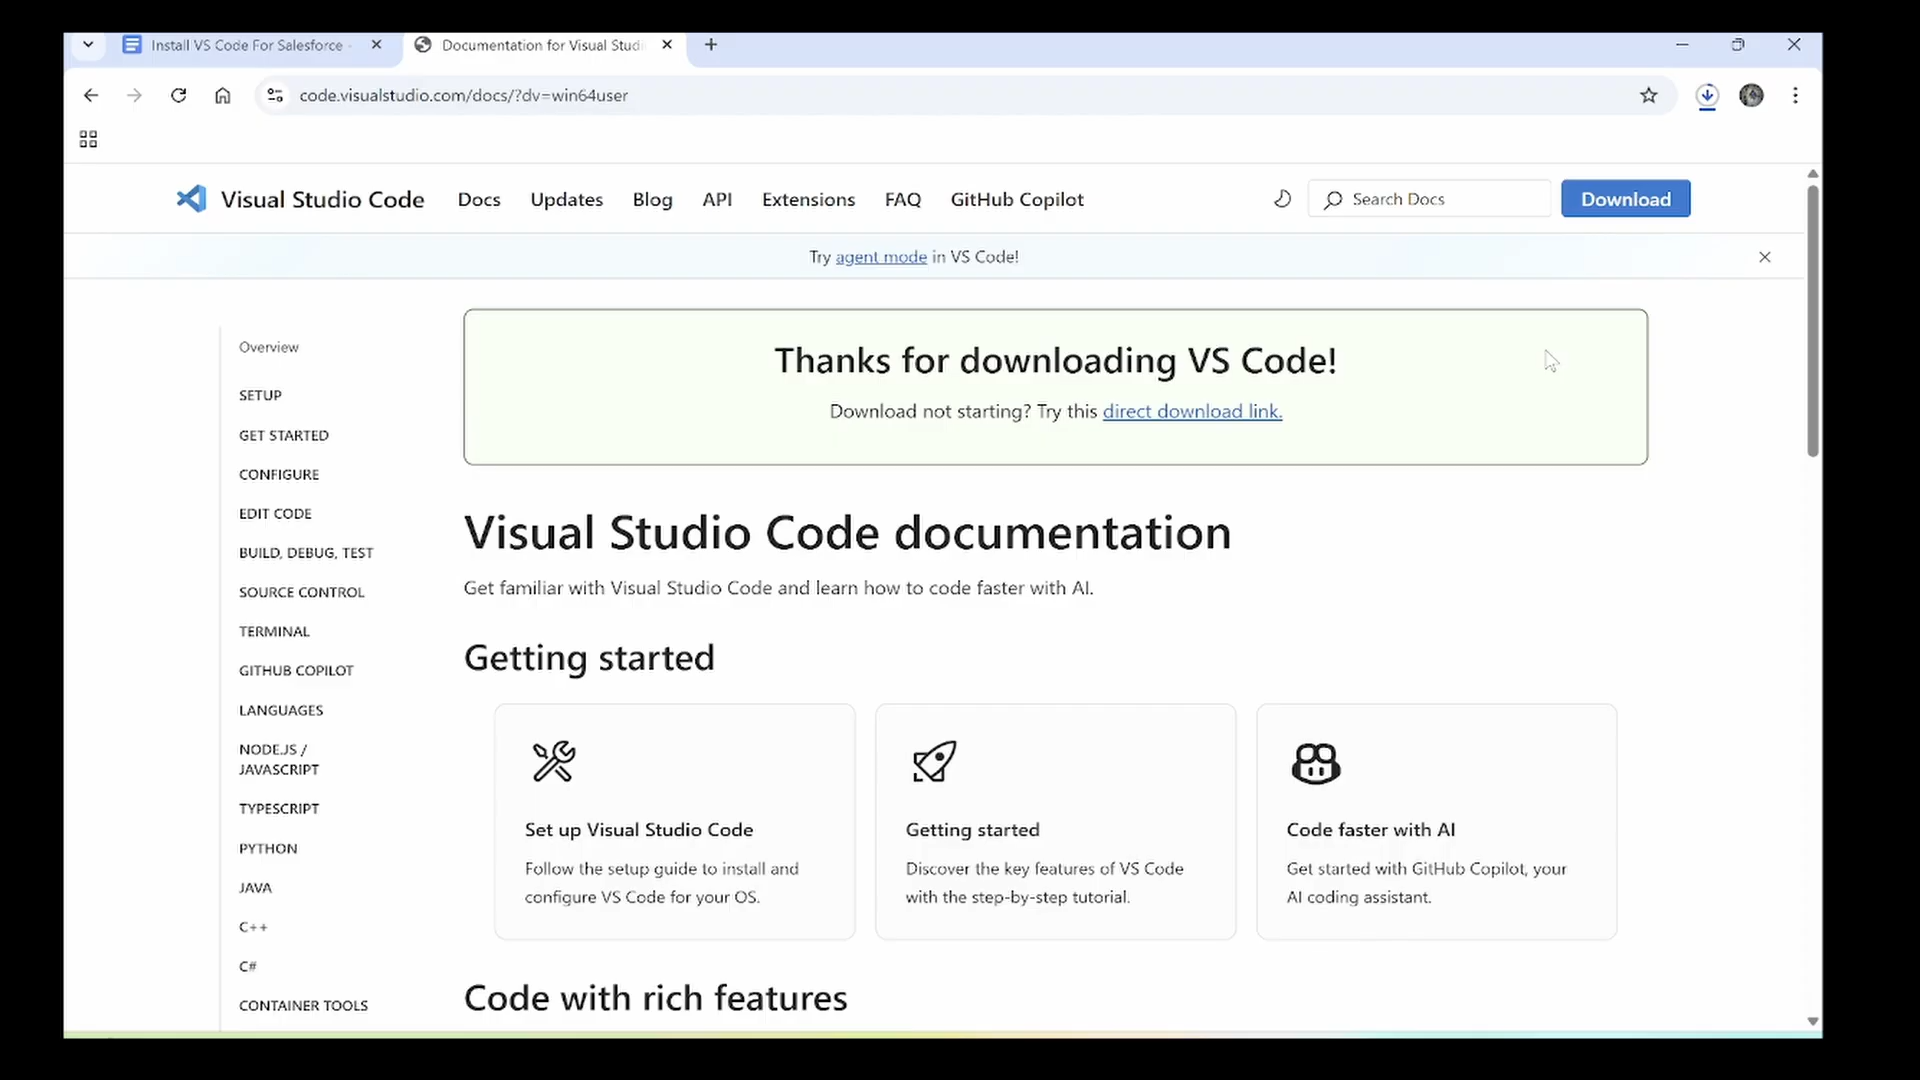 Install VS Code For Salesforce -
Documentation for Visual Studi
code.visualstudio.com/docs/?dv=win64user
Visual Studio Code
Docs
Updates
Blog
API
Extensions
FAQ
GitHub Copilot
Search Docs
Download
Try agent mode in VS Code!
Overview
SETUP
GET STARTED
CONFIGURE
EDIT CODE
BUILD, DEBUG, TEST
SOURCE CONTROL
TERMINAL
GITHUB COPILOT
LANGUAGES
NODE.JS /
JAVASCRIPT
TYPESCRIPT
PYTHON
JAVA
C++
C#
CONTAINER TOOLS
Thanks for downloading VS Code!
Download not starting? Try this direct download link.
Visual Studio Code documentation
Get familiar with Visual Studio Code and learn how to code faster with AI.
Getting started
Set up Visual Studio Code
Follow the setup guide to install and
configure VS Code for your OS.
Getting started
Discover the key features of VS Code
with the step-by-step tutorial.
Code faster with AI
Get started with GitHub Copilot, your
AI coding assistant.
Code with rich features